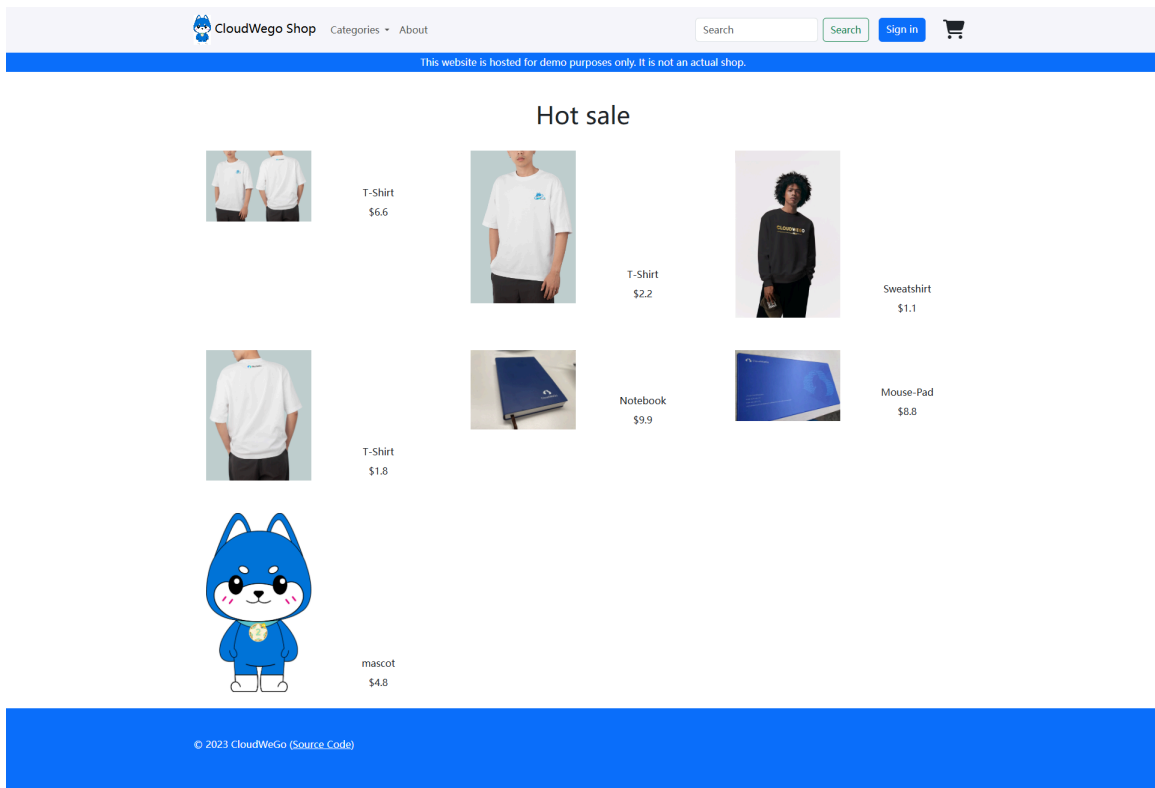 CloudWego Shop Categories About Search Search Sign in
This website is hosted for demo purposes only. It is not an actual shop.
Hot sale
T-Shirt
$6.6
T-Shirt
$2.2
CLOUDWEGO
Sweatshirt
$1.1
T-Shirt
$1.8
Notebook
$9.9
Mouse-Pad
$8.8
mascot
$4.8
© 2023 CloudWeGo (Source Code)